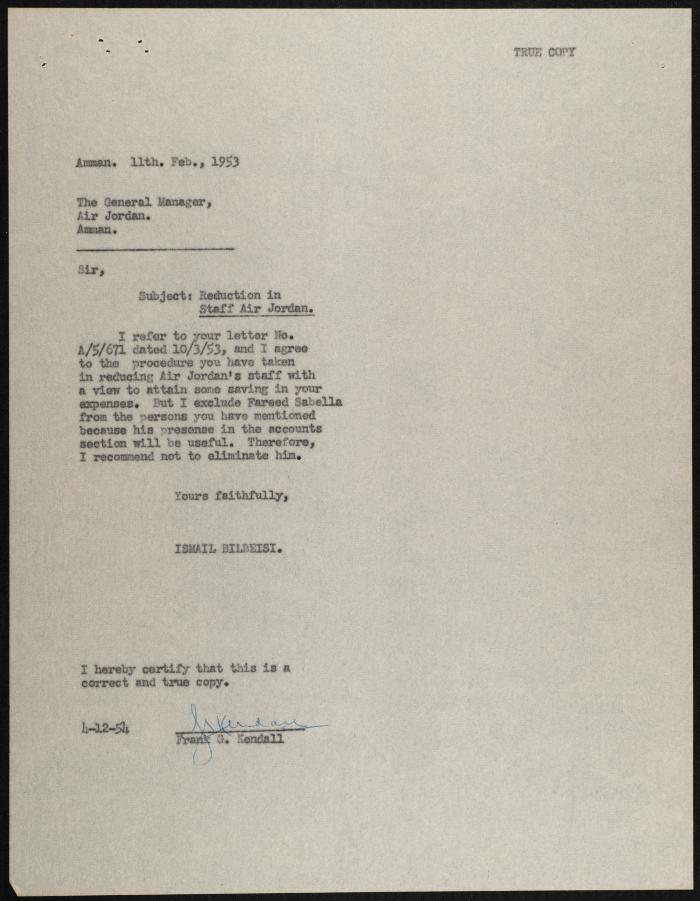 TRUE COPY
Amman. 11th. Feb., 1953
The General Manager,
Air Jordan.
Amman.
Sir,
Subject: Reduction in
Staff Air Jordan.
I refer to your letter No.
A/5/671 dated 10/3/53, and I agree
to the procedure you have taken
in reducing Air Jordan's staff with
a view to attain some saving in your
expenses. But I exclude Fareed Sabella
from the persons you have mentioned
because his presense in the accounts
section will be useful. Therefore,
I recommend not to eliminate him.
Yours faithfully,
ISMAIL BILBEISI.
I hereby certify that this is a
correct and true copy.
4-12-54
Frank G. Kendall